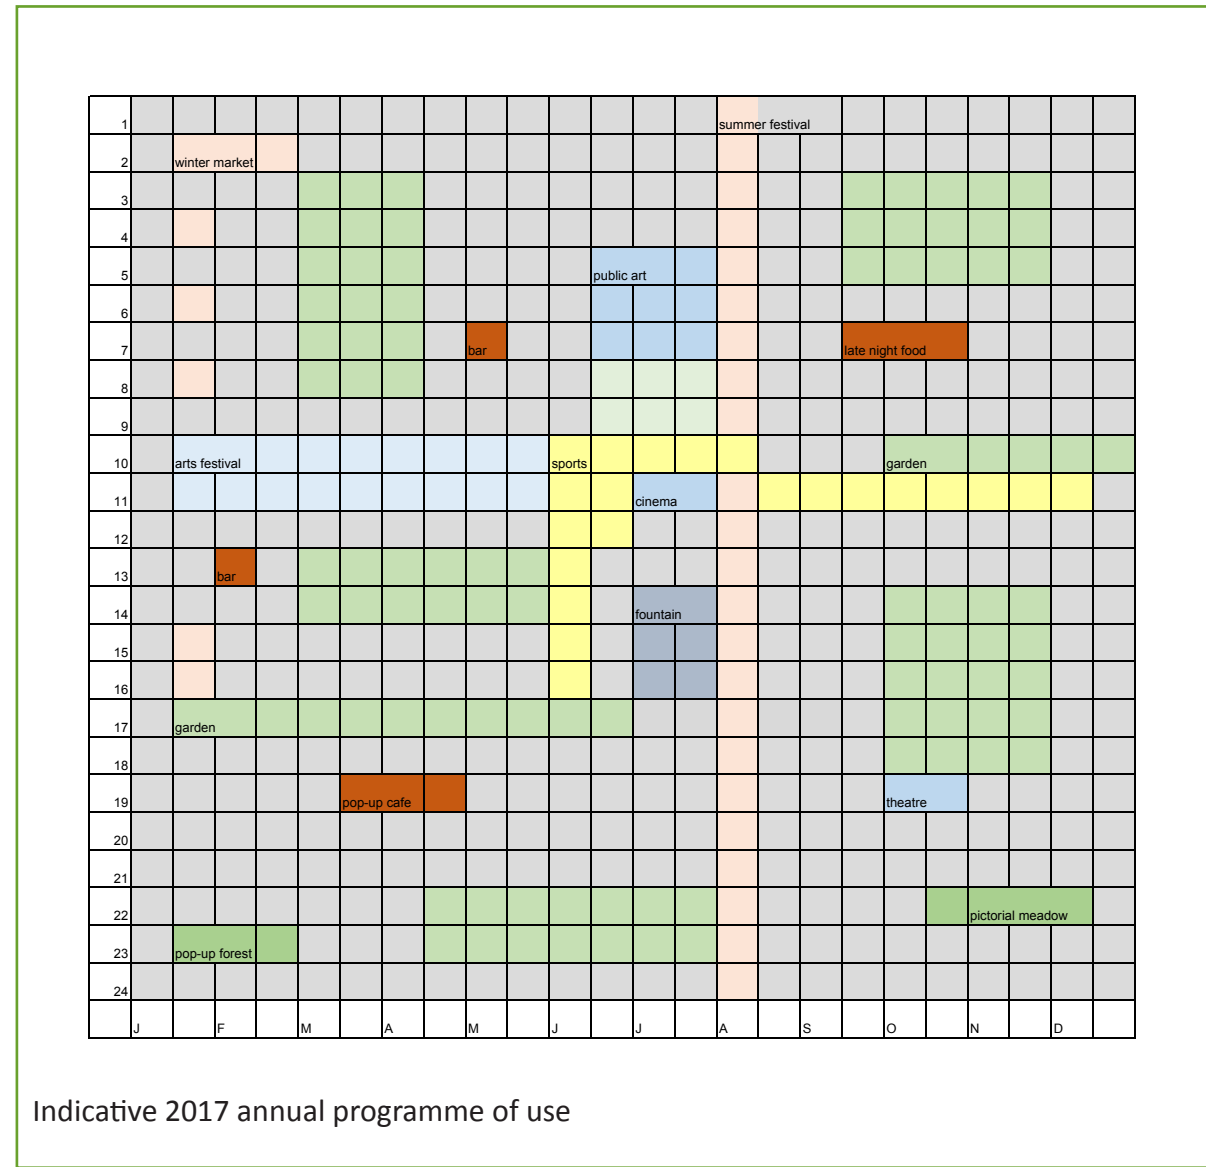 1 summer festival
2 winter market
3
4
5 public art
6
7 bar late night food
8
9
10 arts festival sports garden
11 cinema
12
13 bar
14 fountain
15
16
17 garden
18
19 pop-up cafe theatre
20
21
22 pictorial meadow
23 pop-up forest
24
J F M A M J J A S O N D
Indicative 2017 annual programme of use